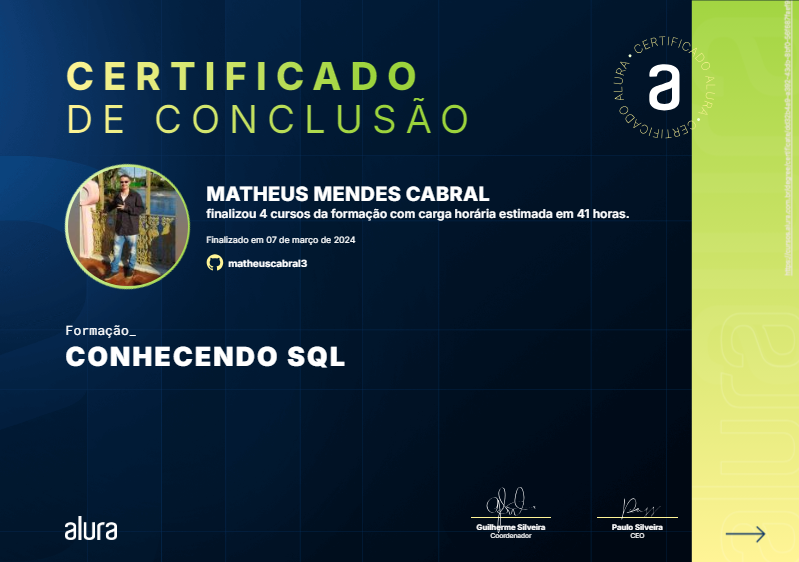 CERTIFICADO
DE CONCLUSÃO
CERTIFICADO ALURA • CERTIFICADO ALURA •
a
MATHEUS MENDES CABRAL
finalizou 4 cursos da formação com carga horária estimada em 41 horas.
Finalizado em 07 de março de 2024
matheuscabral3
Formação_
CONHECENDO SQL
alura
Guilherme Silveira
Coordenador
Paulo Silveira
CEO
alura